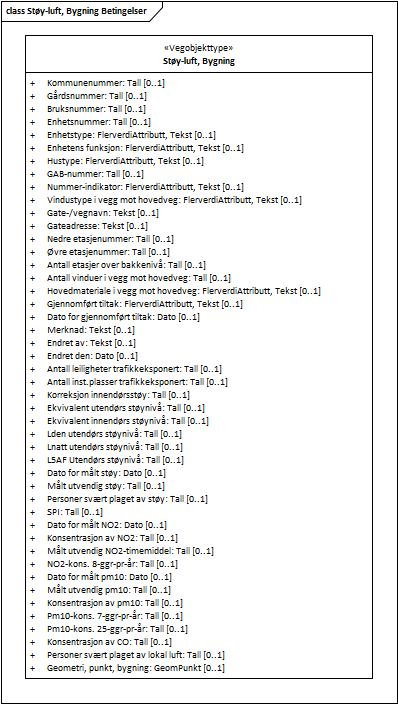 class Støy-luft, Bygning Betingelser
«Vegobjekttype»
Støy-luft, Bygning
+ Kommunenummer: Tall [0..1]
+ Gårdsnummer: Tall [0..1]
+ Bruksnummer: Tall [0..1]
+ Enhetsnummer: Tall [0..1]
+ Enhetstype: FlerverdiAttributt, Tekst [0..1]
+ Enhetens funksjon: FlerverdiAttributt, Tekst [0..1]
+ Hustype: FlerverdiAttributt, Tekst [0..1]
+ GAB-nummer: Tall [0..1]
+ Nummer-indikator: FlerverdiAttributt, Tekst [0..1]
+ Vindustype i vegg mot hovedveg: FlerverdiAttributt, Tekst [0..1]
+ Gate-/vegnavn: Tekst [0..1]
+ Gateadresse: Tekst [0..1]
+ Nedre etasjenummer: Tall [0..1]
+ Øvre etasjenummer: Tall [0..1]
+ Antall etasjer over bakkenivå: Tall [0..1]
+ Antall vinduer i vegg mot hovedveg: Tall [0..1]
+ Hovedmateriale i vegg mot hovedveg: FlerverdiAttributt, Tekst [0..1]
+ Gjennomført tiltak: FlerverdiAttributt, Tekst [0..1]
+ Dato for gjennomført tiltak: Dato [0..1]
+ Merknad: Tekst [0..1]
+ Endret av: Tekst [0..1]
+ Endret den: Dato [0..1]
+ Antall leiligheter trafikkeksponert: Tall [0..1]
+ Antall inst.plasser trafikkeksponert: Tall [0..1]
+ Korreksjon innendørsstøy: Tall [0..1]
+ Ekvivalent utendørs støynivå: Tall [0..1]
+ Ekvivalent innendørs støynivå: Tall [0..1]
+ Lden utendørs støynivå: Tall [0..1]
+ Lnatt utendørs støynivå: Tall [0..1]
+ L5AF Utendørs støynivå: Tall [0..1]
+ Dato for målt støy: Dato [0..1]
+ Målt utvendig støy: Tall [0..1]
+ Personer svært plaget av støy: Tall [0..1]
+ SPI: Tall [0..1]
+ Dato for målt NO2: Dato [0..1]
+ Konsentrasjon av NO2: Tall [0..1]
+ Målt utvendig NO2-timemiddel: Tall [0..1]
+ NO2-kons. 8-ggr-pr-år: Tall [0..1]
+ Dato for målt pm10: Dato [0..1]
+ Målt utvendig pm10: Tall [0..1]
+ Konsentrasjon av pm10: Tall [0..1]
+ Pm10-kons. 7-ggr-pr-år: Tall [0..1]
+ Pm10-kons. 25-ggr-pr-år: Tall [0..1]
+ Konsentrasjon av CO: Tall [0..1]
+ Personer svært plaget av lokal luft: Tall [0..1]
+ Geometri, punkt, bygning: GeomPunkt [0..1]